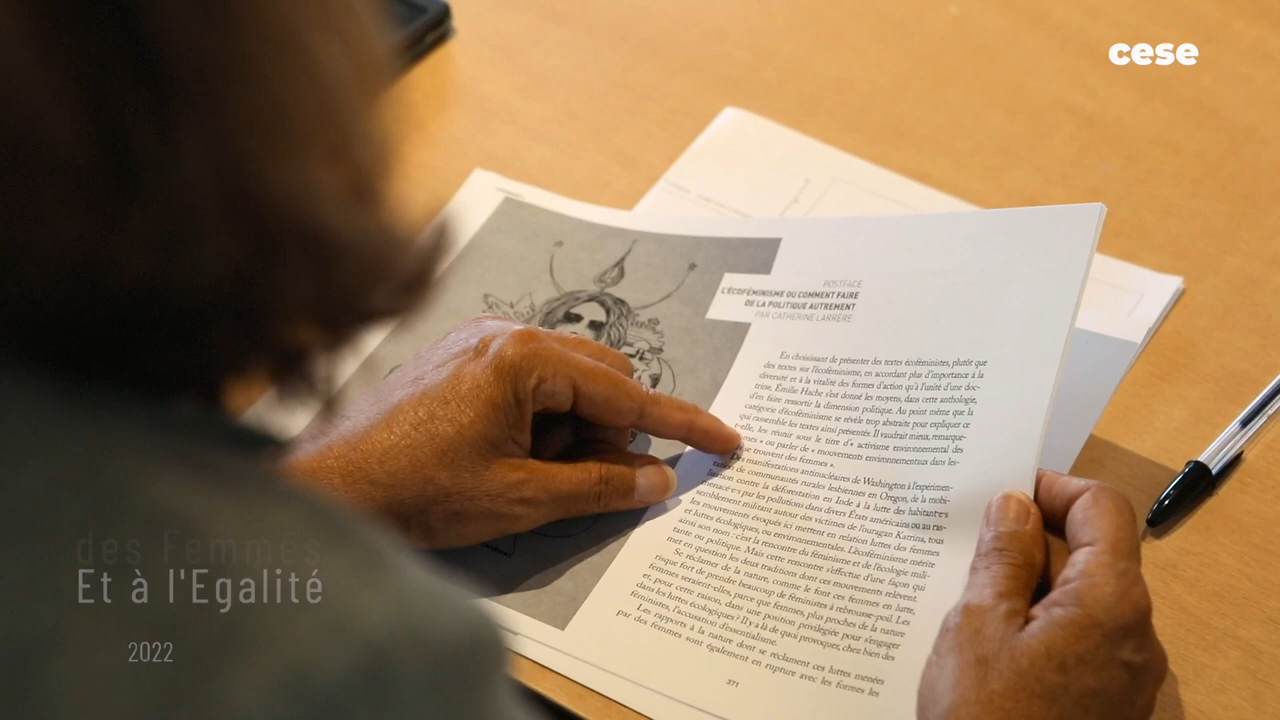 cese
POSTFACE
L'ÉCOFÉMINISME OU COMMENT FAIRE
DE LA POLITIQUE AUTREMENT
PAR CATHERINE LARRÈRE
En choisissant de présenter des textes écoféministes, plutôt que
des textes sur l'écoféminisme, en accordant plus d'importance à la
diversité et à la vitalité des formes d'action qu'à l'unité d'une doc-
trine, Émilie Hache s'est donné les moyens, dans cette anthologie,
d'en faire ressortir la dimension politique. Au point même que la
catégorie d'écoféminisme se révèle trop abstraite pour expliquer ce
qui rassemble les textes ainsi présentés. Il vaudrait mieux, remarque-
t-elle, les réunir sous le titre d'« activisme environnemental des
mes » ou parler de « mouvements environnementaux dans les-
que trouvent des femmes ».
Des manifestations antinucléaires de Washington à l'expérimen-
tation de communautés rurales lesbiennes en Oregon, de la mobi-
lisation contre la déforestation en Inde à la lutte des habitant·e·s
menacé·e·s par les pollutions dans divers États américains ou au ras-
semblement militant autour des victimes de l'ouragan Katrina, tous
les mouvements évoqués ici mettent en relation luttes des femmes
et luttes écologiques, ou environnementales. L'écoféminisme mérite
ainsi son nom : c'est la rencontre du féminisme et de l'écologie mili-
tante ou politique. Mais cette rencontre s'effectue d'une façon qui
met en question les deux traditions dont ces mouvements relèvent.
Se réclamer de la nature, comme le font ces femmes en lutte,
risque fort de prendre beaucoup de féministes à rebrousse-poil. Les
femmes seraient-elles, parce que femmes, plus proches de la nature
et, pour cette raison, dans une position privilégiée pour s'engager
dans les luttes écologiques ? Il y a là de quoi provoquer, chez bien des
féministes, l'accusation d'essentialisme.
Les rapports à la nature dont se réclament ces luttes menées
par des femmes sont également en rupture avec les formes les
371
des femmes
Et à l'Egalité
2022